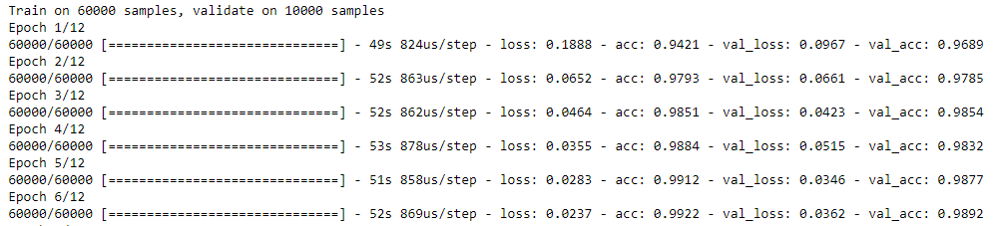 Train on 60000 samples, validate on 10000 samples
Epoch 1/12
60000/60000 [==============================] - 49s 824us/step - loss: 0.1888 - acc: 0.9421 - val_loss: 0.0967 - val_acc: 0.9689
Epoch 2/12
60000/60000 [==============================] - 52s 863us/step - loss: 0.0652 - acc: 0.9793 - val_loss: 0.0661 - val_acc: 0.9785
Epoch 3/12
60000/60000 [==============================] - 52s 862us/step - loss: 0.0464 - acc: 0.9851 - val_loss: 0.0423 - val_acc: 0.9854
Epoch 4/12
60000/60000 [==============================] - 53s 878us/step - loss: 0.0355 - acc: 0.9884 - val_loss: 0.0515 - val_acc: 0.9832
Epoch 5/12
60000/60000 [==============================] - 51s 858us/step - loss: 0.0283 - acc: 0.9912 - val_loss: 0.0346 - val_acc: 0.9877
Epoch 6/12
60000/60000 [==============================] - 52s 869us/step - loss: 0.0237 - acc: 0.9922 - val_loss: 0.0362 - val_acc: 0.9892